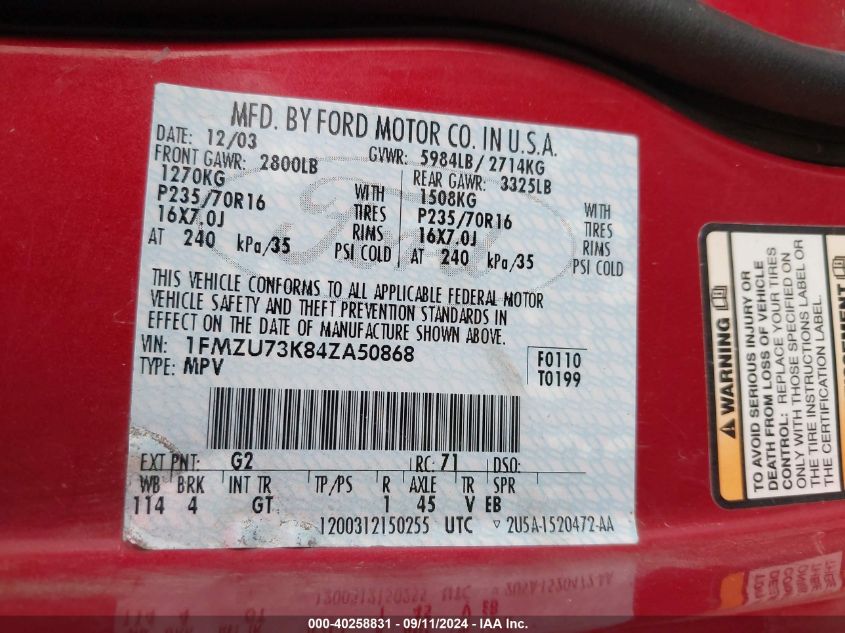 MFD. BY FORD MOTOR CO. IN U.S.A.
DATE: 12/03 GVWR: 5984LB/ 2714KG
FRONT GAWR: 2800LB REAR GAWR: 3325LB
1270KG WITH 1508KG WITH
P235/70R16 TIRES P235/70R16 TIRES
16X7.0J RIMS 16X7.0J RIMS
AT 240 kPa/35 PSI COLD AT 240 kPa/35 PSI COLD
Ford
THIS VEHICLE CONFORMS TO ALL APPLICABLE FEDERAL MOTOR
VEHICLE SAFETY AND THEFT PREVENTION STANDARDS IN
EFFECT ON THE DATE OF MANUFACTURE SHOWN ABOVE.
VIN: 1FMZU73K84ZA50868 F0110
TYPE: MPV T0199
EXT PNT: G2 RC: 71 DSO:
WB BRK INT TR TP/PS R AXLE TR SPR
114 4 GT 1 45 V EB
1200312150255 UTC ▽ 2U5A-1520472-AA
WARNING
TO AVOID SERIOUS INJURY OR
DEATH FROM LOSS OF VEHICLE
CONTROL: REPLACE YOUR TIRES
ONLY WITH THOSE SPECIFIED ON
THE TIRE INSTRUCTIONS LABEL OR
THE CERTIFICATION LABEL.
000-40258831 - 09/11/2024 - IAA Inc.